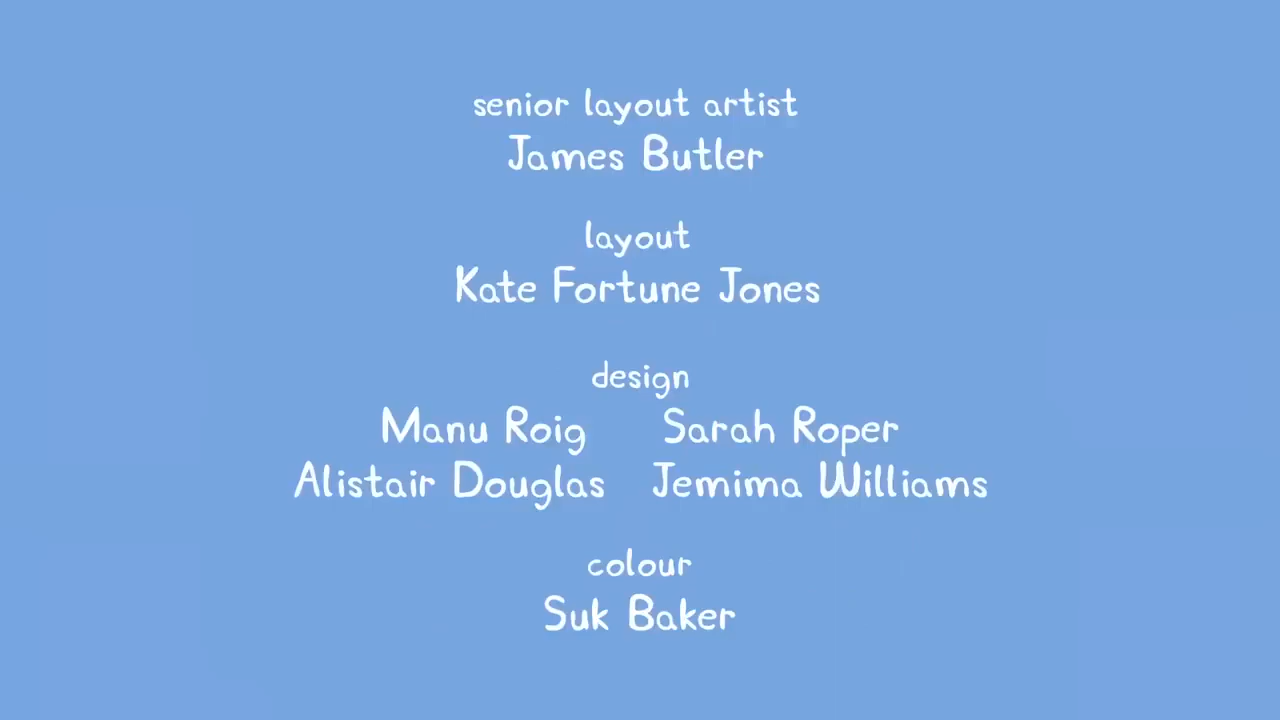 senior layout artist
James Butler
layout
Kate Fortune Jones
design
Manu Roig Sarah Roper
Alistair Douglas Jemima Williams
colour
Suk Baker